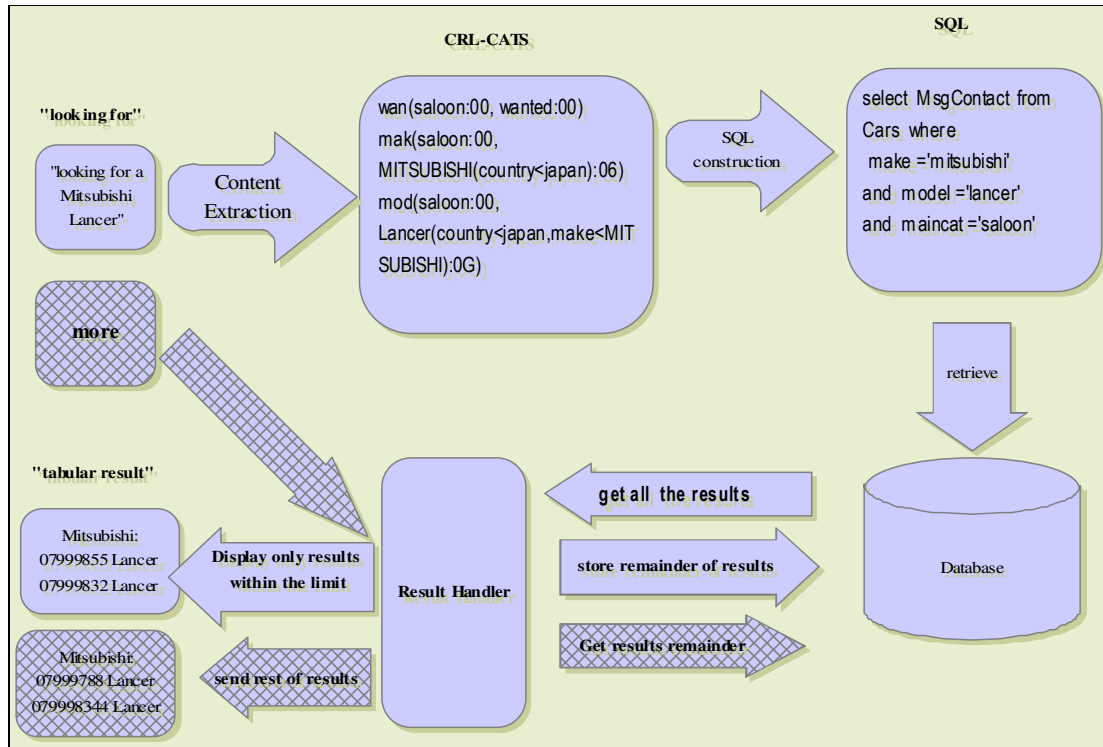 CRL-CATS
SQL
"looking for"
"looking for a
Mitsubishi
Lancer"
Content
Extraction
wan(saloon:00, wanted:00)
mak(saloon:00,
MITSUBISHI(country<japan):06)
mod(saloon:00,
Lancer(country<japan,make<MIT
SUBISHI):0G)
SQL
construction
select MsgContact from
Cars where
make ='mitsubishi'
and model ='lancer'
and maincat ='saloon'
more
retrieve
"tabular result"
Mitsubishi:
07999855 Lancer
07999832 Lancer
Display only results
within the limit
Result Handler
get all the results
store remainder of results
Database
Mitsubishi:
07999788 Lancer
079998344 Lancer
send rest of results
Get results remainder